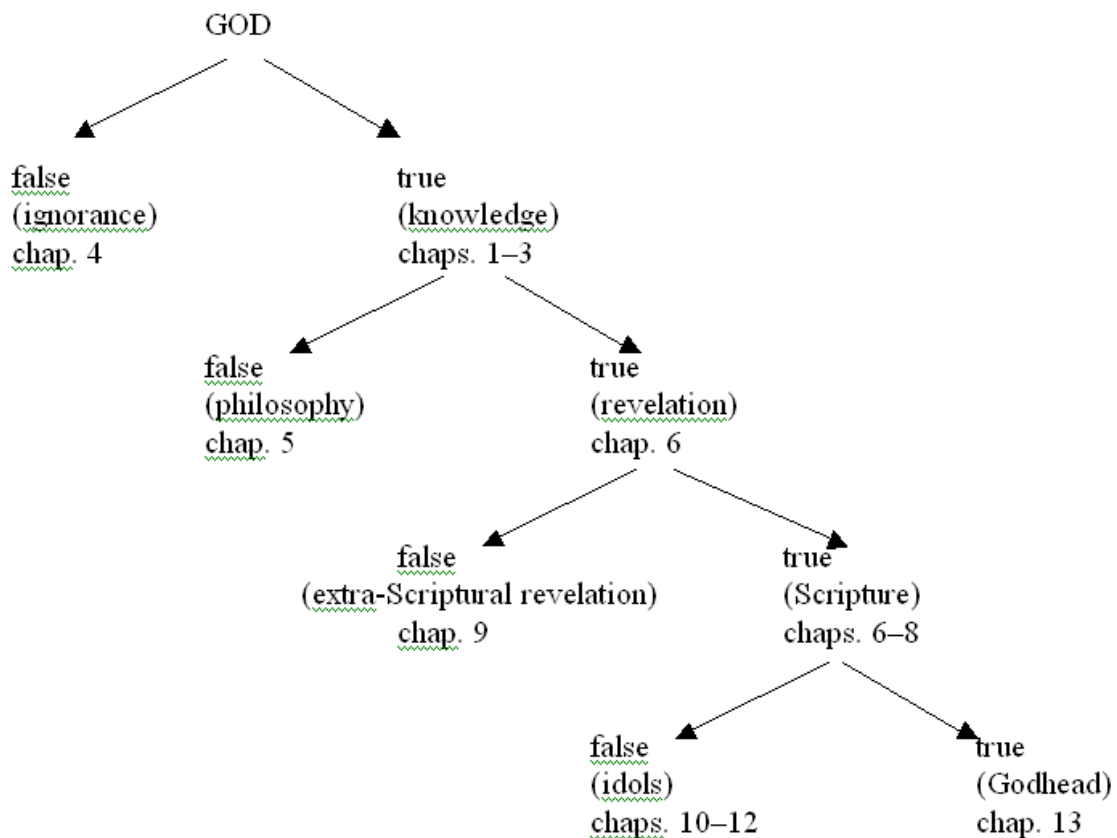 GOD
false
(ignorance)
chap. 4
true
(knowledge)
chaps. 1–3
false
(philosophy)
chap. 5
true
(revelation)
chap. 6
false
(extra-Scriptural revelation)
chap. 9
true
(Scripture)
chaps. 6–8
false
(idols)
chaps. 10–12
true
(Godhead)
chap. 13